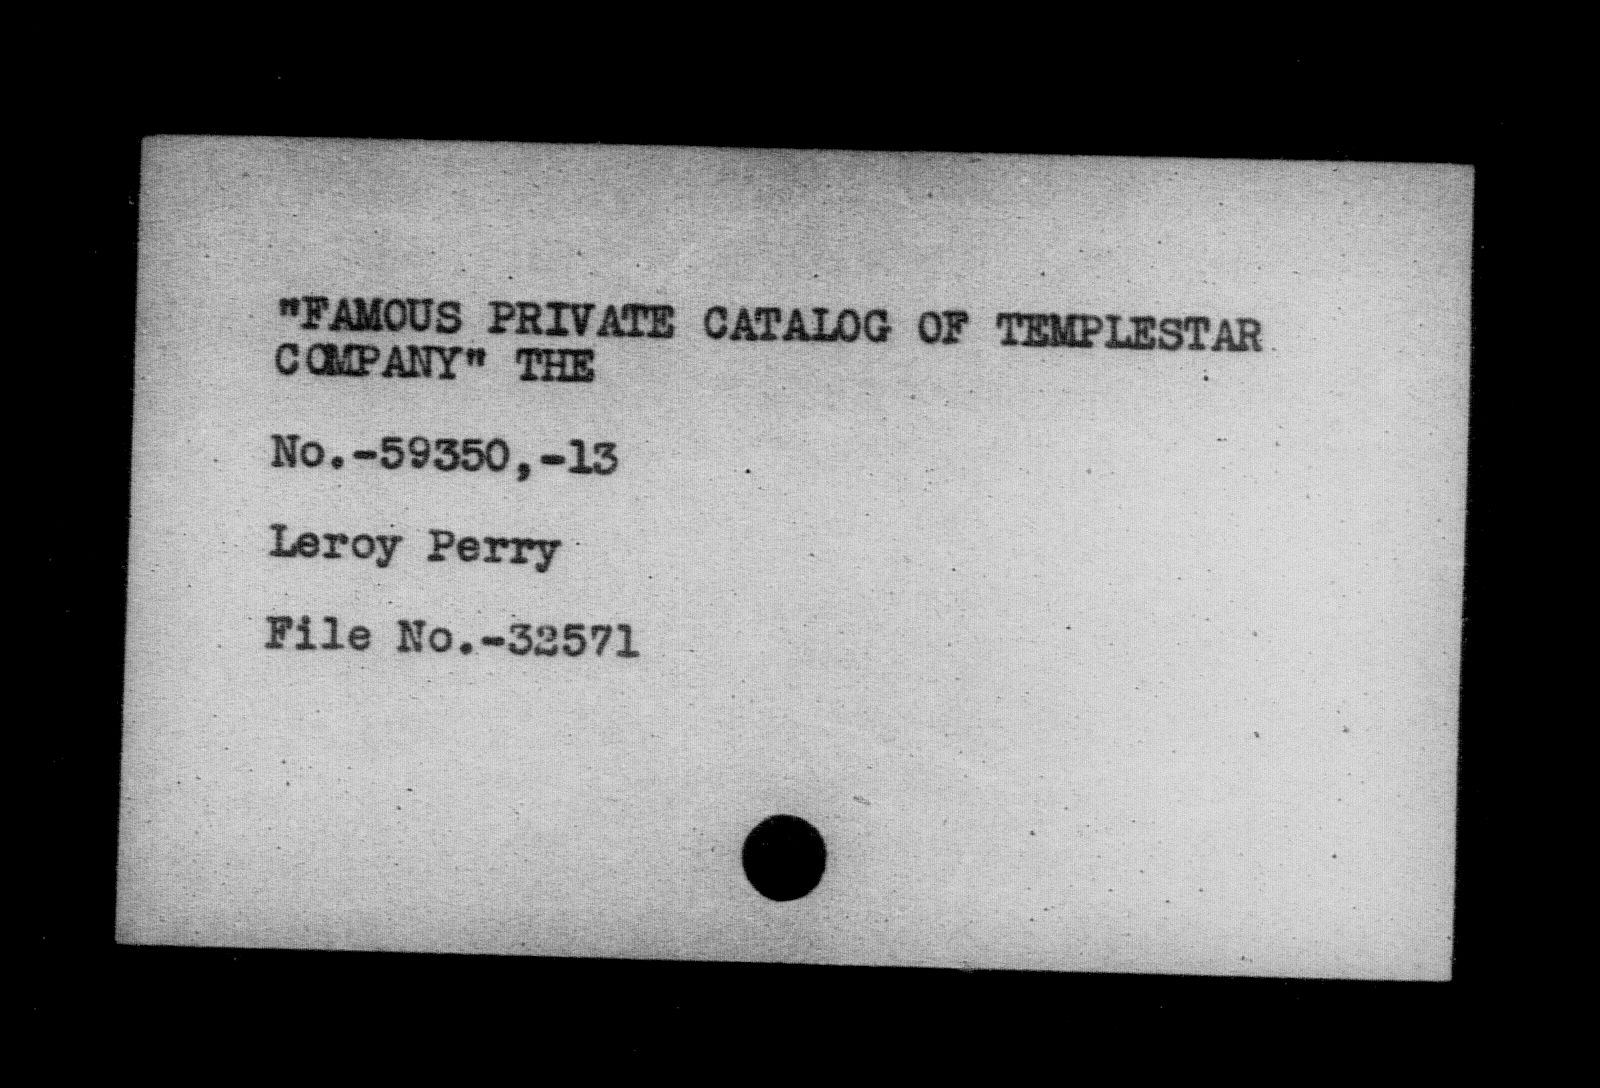 "FAMOUS PRIVATE CATALOG OF TEMPLESTAR
COMPANY" THE
No.-59350,-13
Leroy Perry
File No.-32571